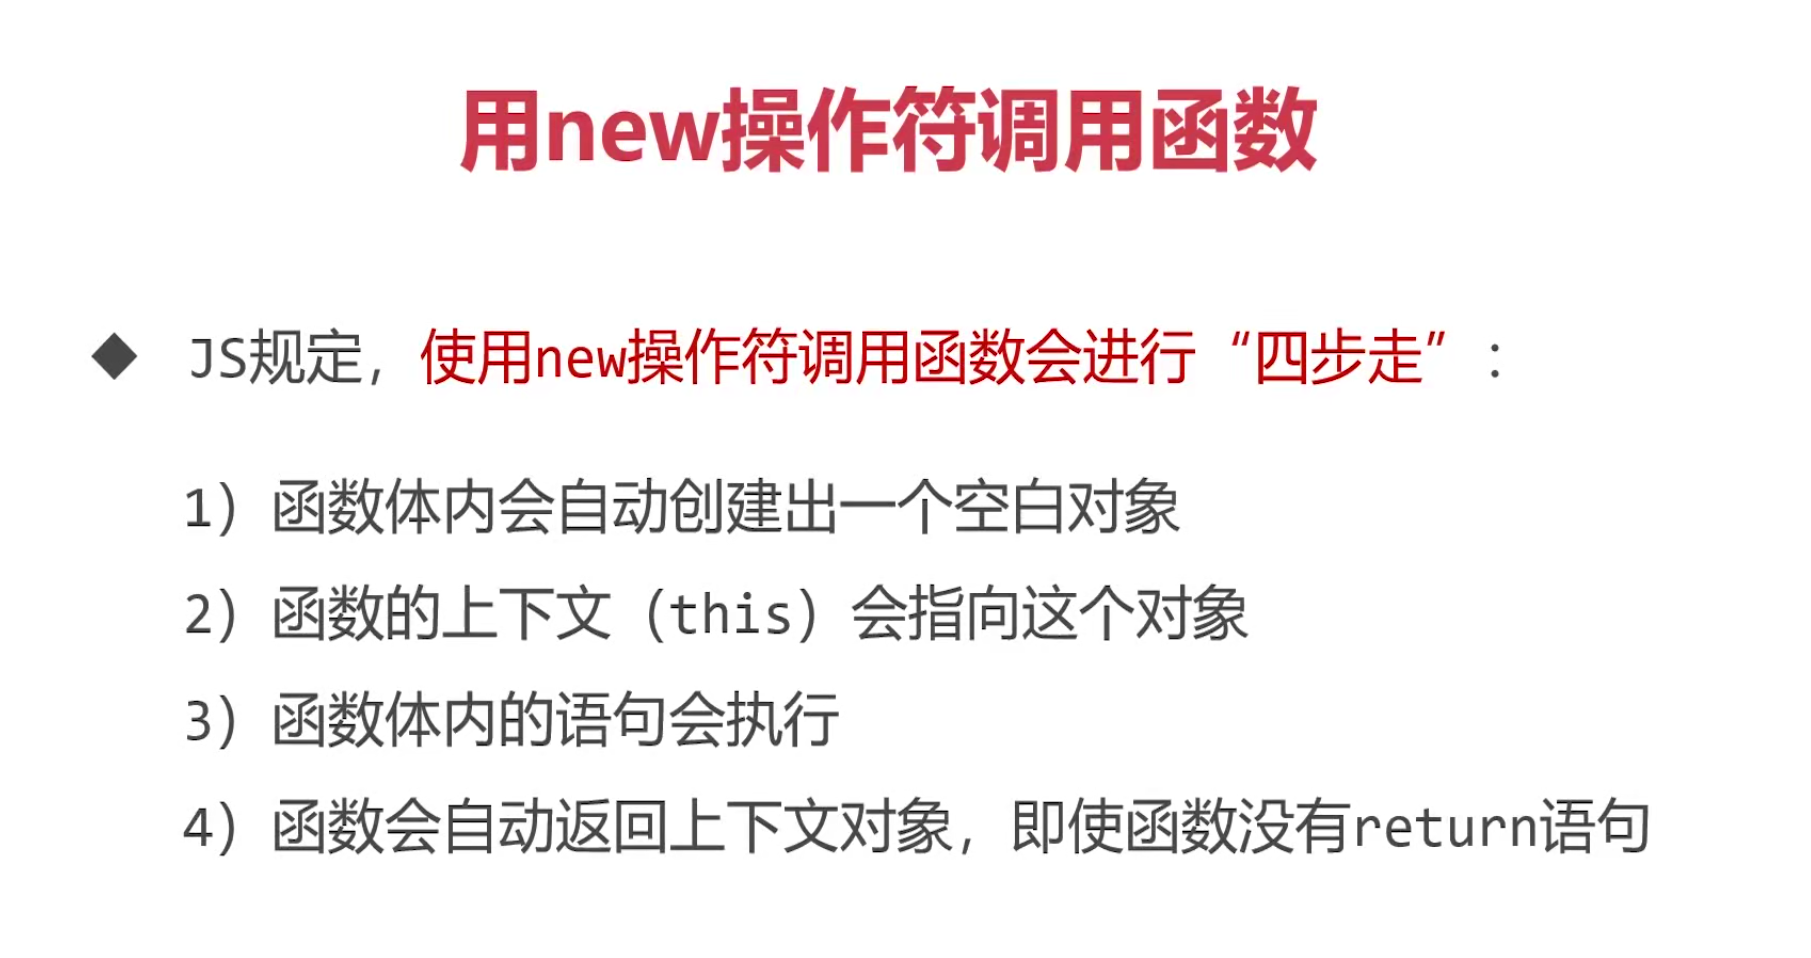 用new操作符调用函数
◆ JS规定，使用new操作符调用函数会进行“四步走”：
1）函数体内会自动创建出一个空白对象
2）函数的上下文（this）会指向这个对象
3）函数体内的语句会执行
4）函数会自动返回上下文对象，即使函数没有return语句